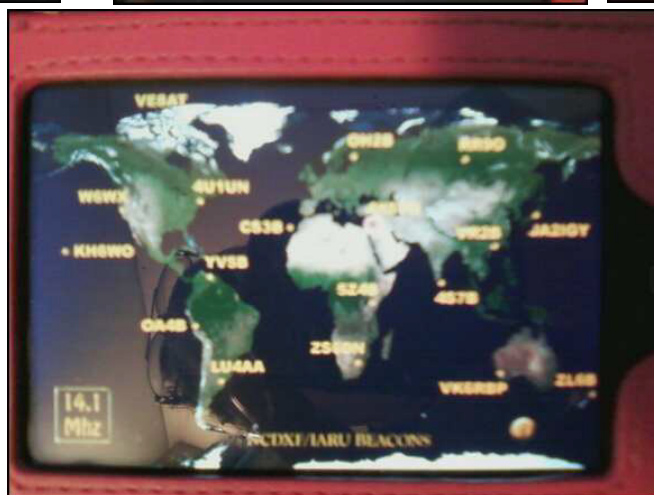 VE8AT
OH2B
RR9O
W6WX
4U1UN
CS3B
VR2B
JA2IGY
KH6WO
YV5B
5Z4B
4S7B
OA4B
ZS6DN
LU4AA
VK6RBP
ZL6B
14.1
Mhz
NCDXF/IARU BEACONS